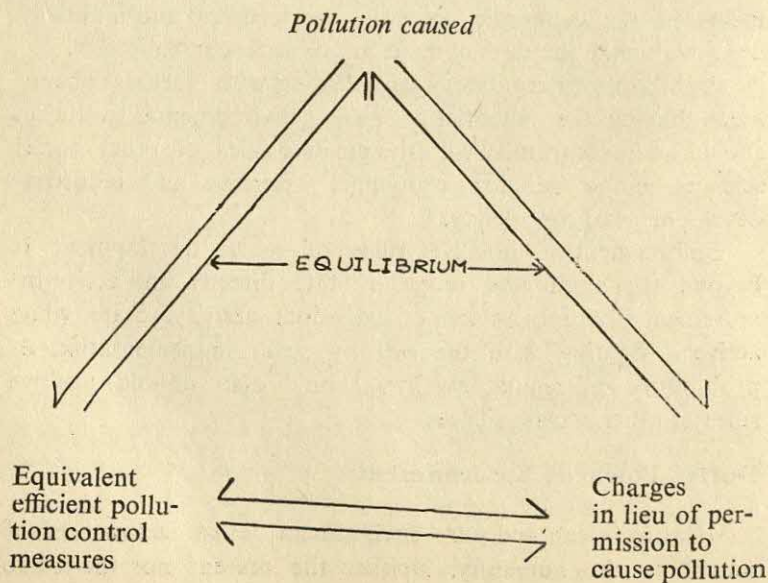 Pollution caused
EQUILIBRIUM
Equivalent
efficient pollu-
tion control
measures
Charges
in lieu of per-
mission to
cause pollution